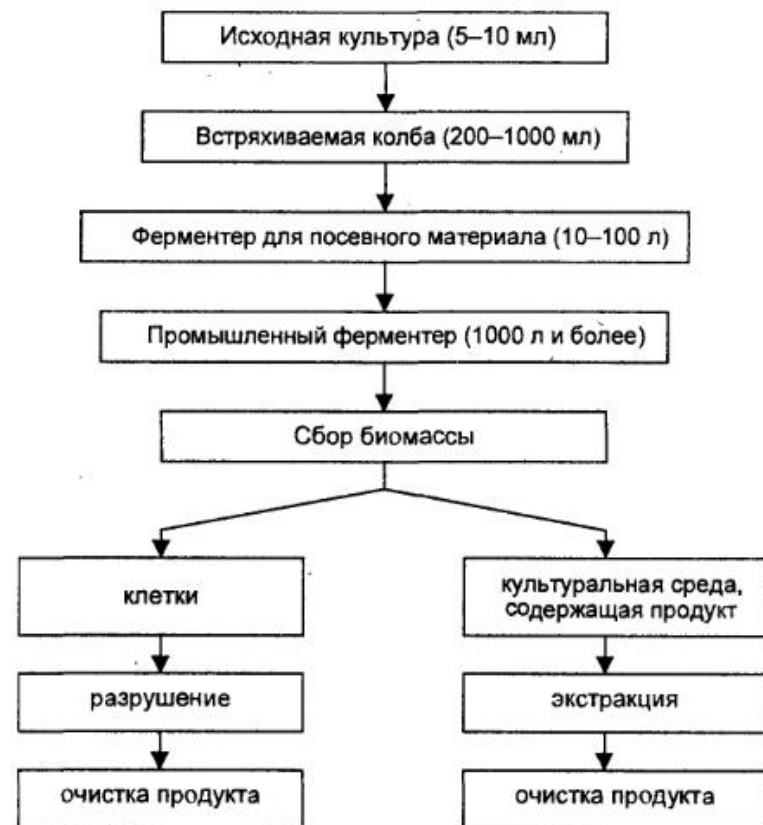 Исходная культура (5–10 мл)
Встряхиваемая колба (200–1000 мл)
Ферментер для посевного материала (10–100 л)
Промышленный ферментер (1000 л и более)
Сбор биомассы
клетки
культуральная среда,
содержащая продукт
разрушение
экстракция
очистка продукта
очистка продукта